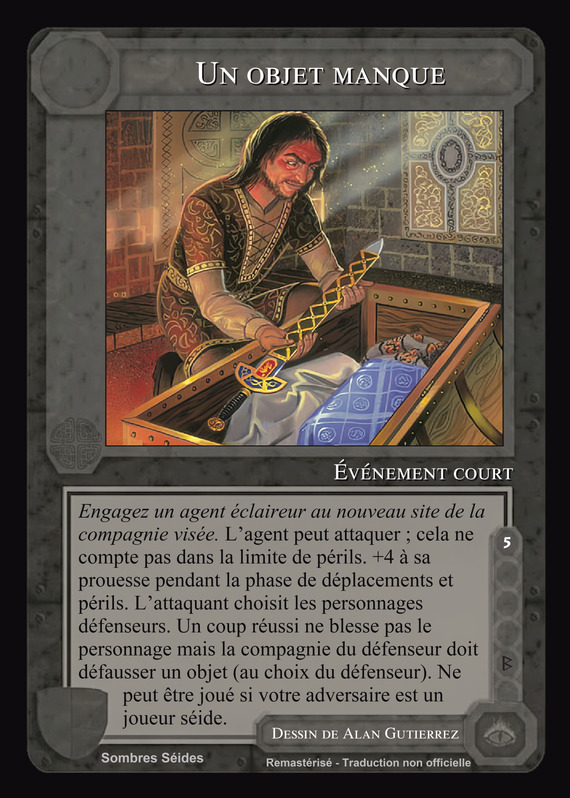 Un objet manque
Événement court
Engagez un agent éclaireur au nouveau site de la
compagnie visée. L'agent peut attaquer ; cela ne
compte pas dans la limite de périls. +4 à sa
prouesse pendant la phase de déplacements et
périls. L'attaquant choisit les personnages
défenseurs. Un coup réussi ne blesse pas le
personnage mais la compagnie du défenseur doit
défausser un objet (au choix du défenseur). Ne
peut être joué si votre adversaire est un
joueur séide.
5
ᛒ
Dessin de Alan Gutierrez
Sombres Séides
Remastérisé - Traduction non officielle